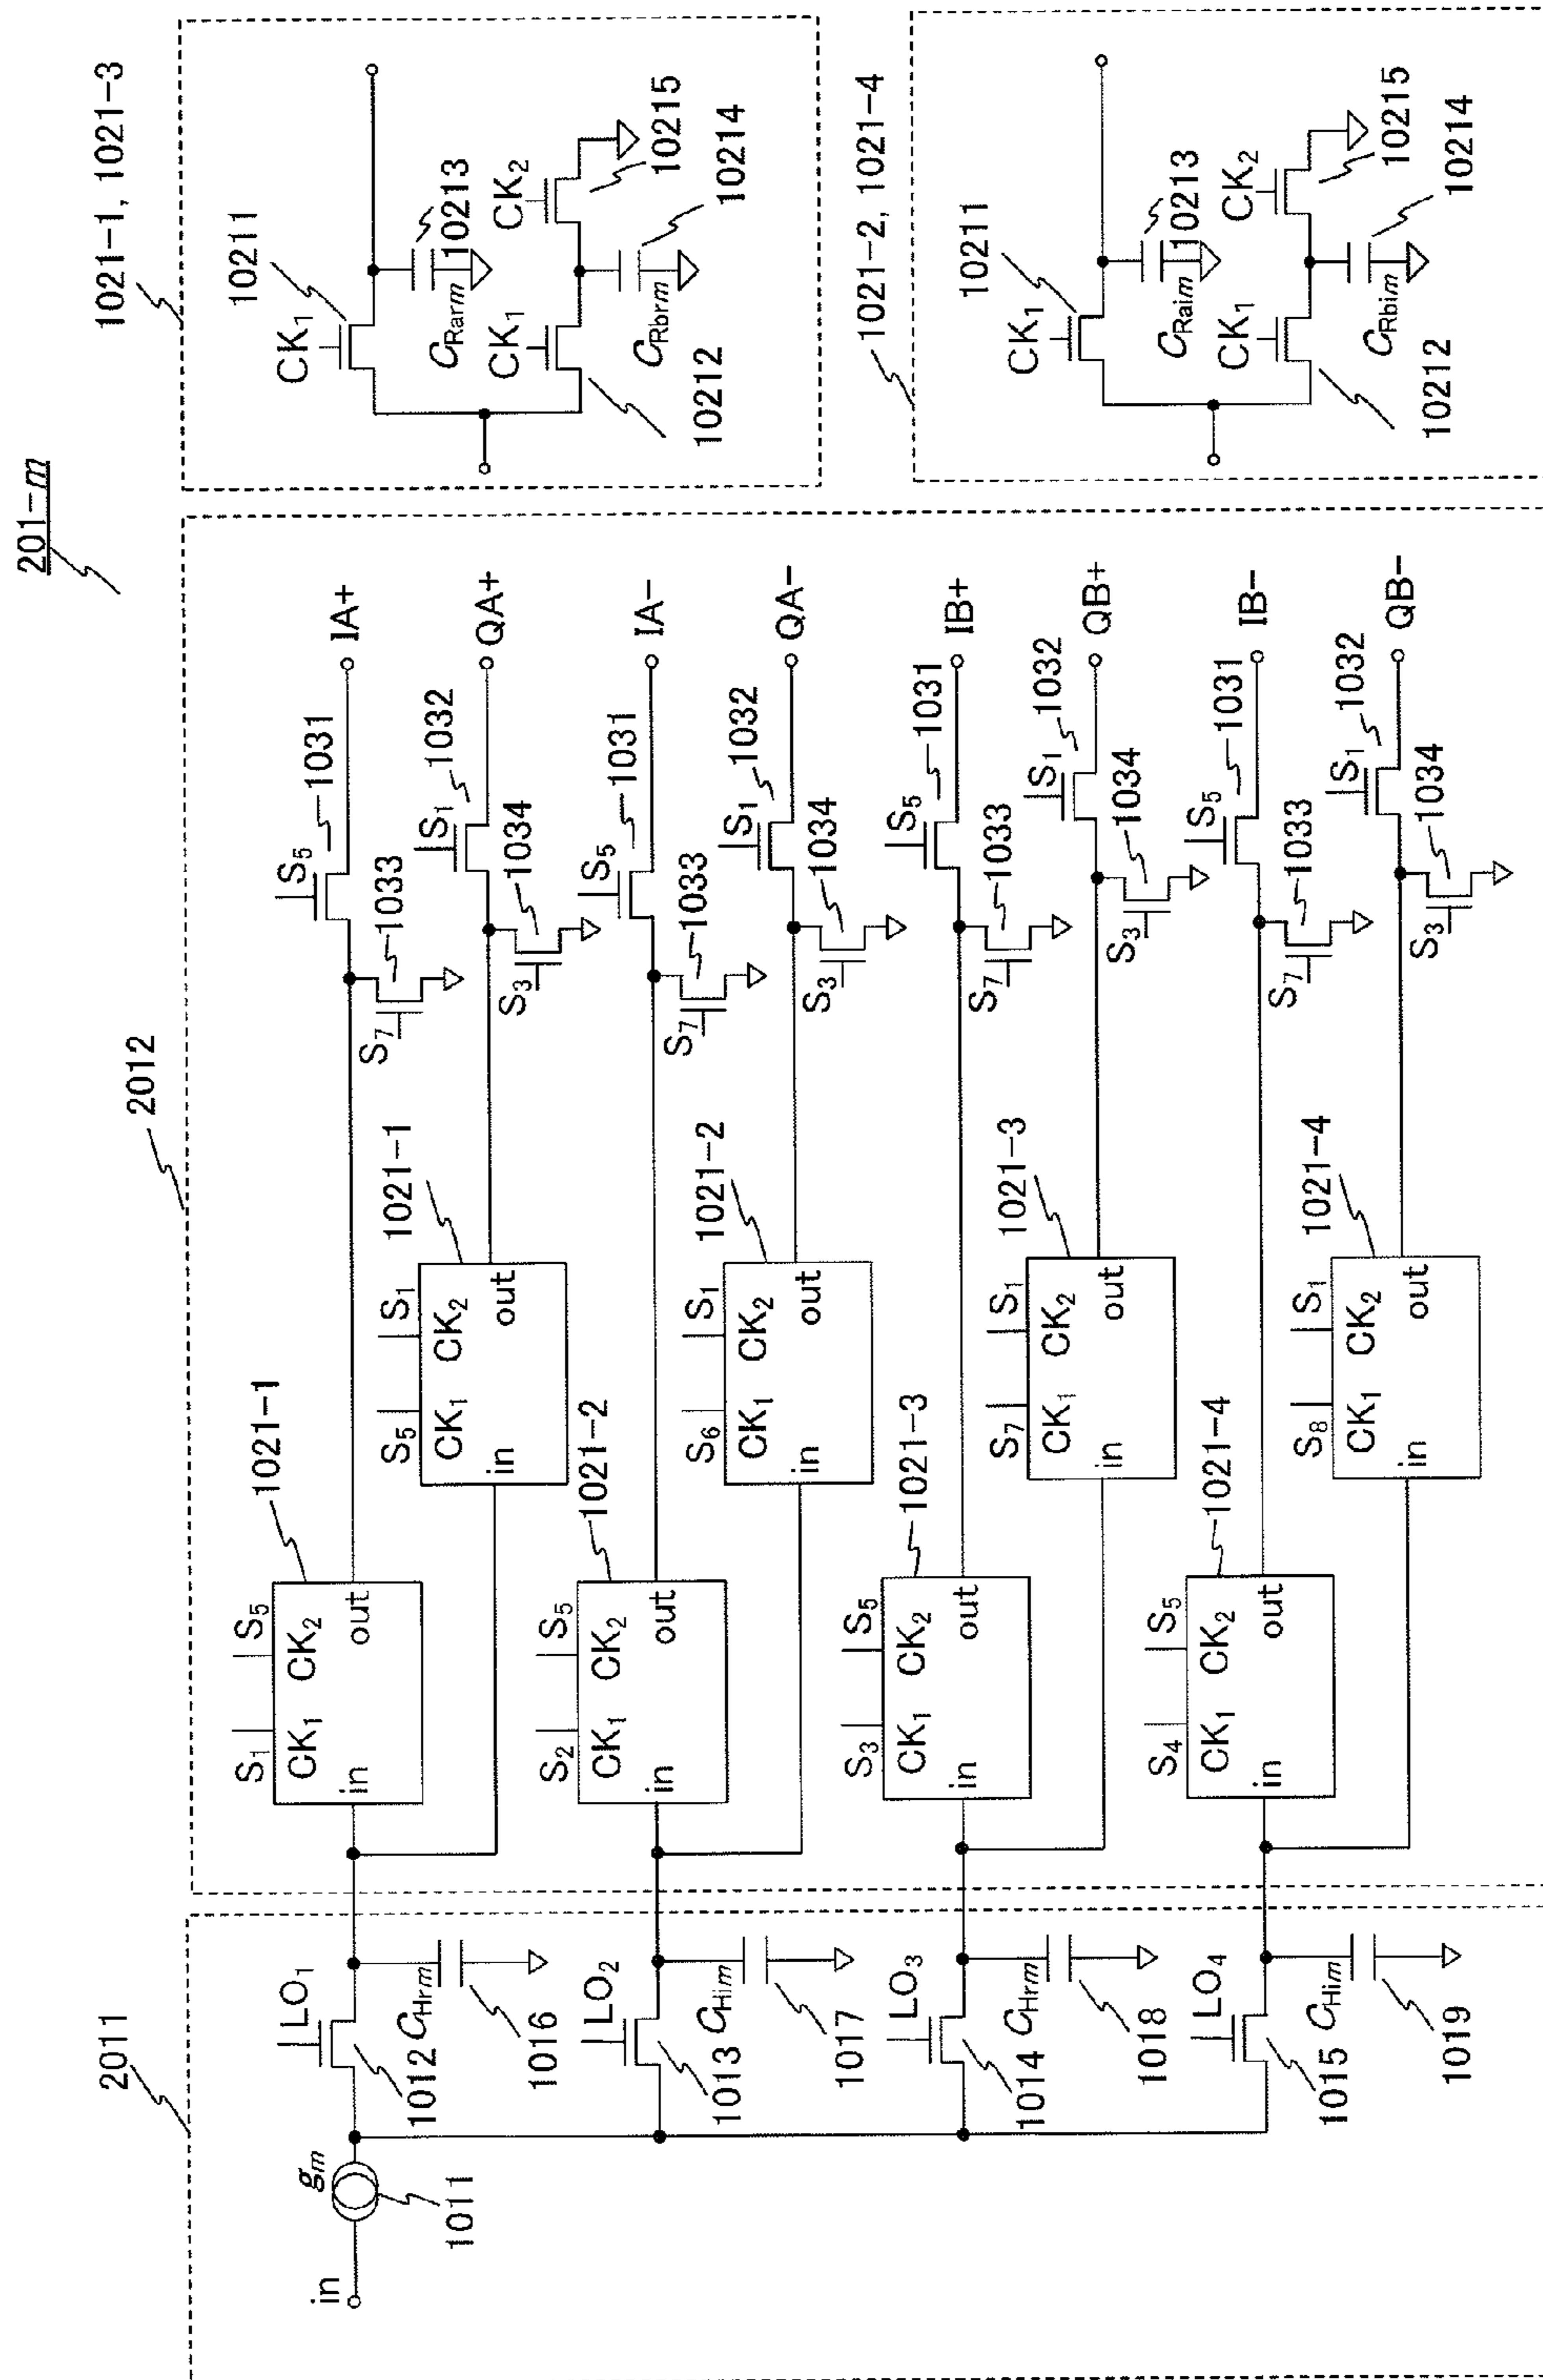 201-m
2011
in
gm
1011
LO1
1012
CHrm
1016
LO2
1013
CHim
1017
LO3
1014
CHrm
1018
LO4
1015
CHim
1019
2012
1021-1
S1
S5
CK1
CK2
in
out
1021-1
S5
S1
CK1
CK2
in
out
S5
1031
IA+
S7
1033
S1
1032
QA+
S3
1034
1021-2
S2
S5
CK1
CK2
in
out
1021-2
S6
S1
CK1
CK2
in
out
S5
1031
IA-
S7
1033
S1
1032
QA-
S3
1034
1021-3
S3
S5
CK1
CK2
in
out
1021-3
S7
S1
CK1
CK2
in
out
S5
1031
IB+
S7
1033
S1
1032
QB+
S3
1034
1021-4
S4
S5
CK1
CK2
in
out
1021-4
S8
S1
CK1
CK2
in
out
S5
1031
IB-
S7
1033
S1
1032
QB-
S3
1034
1021-1, 1021-3
CK1
10211
CRarm
10213
CK1
10212
CRbrm
CK2
10215
10214
1021-2, 1021-4
CK1
10211
CRaim
10213
CK1
10212
CRbim
CK2
10215
10214